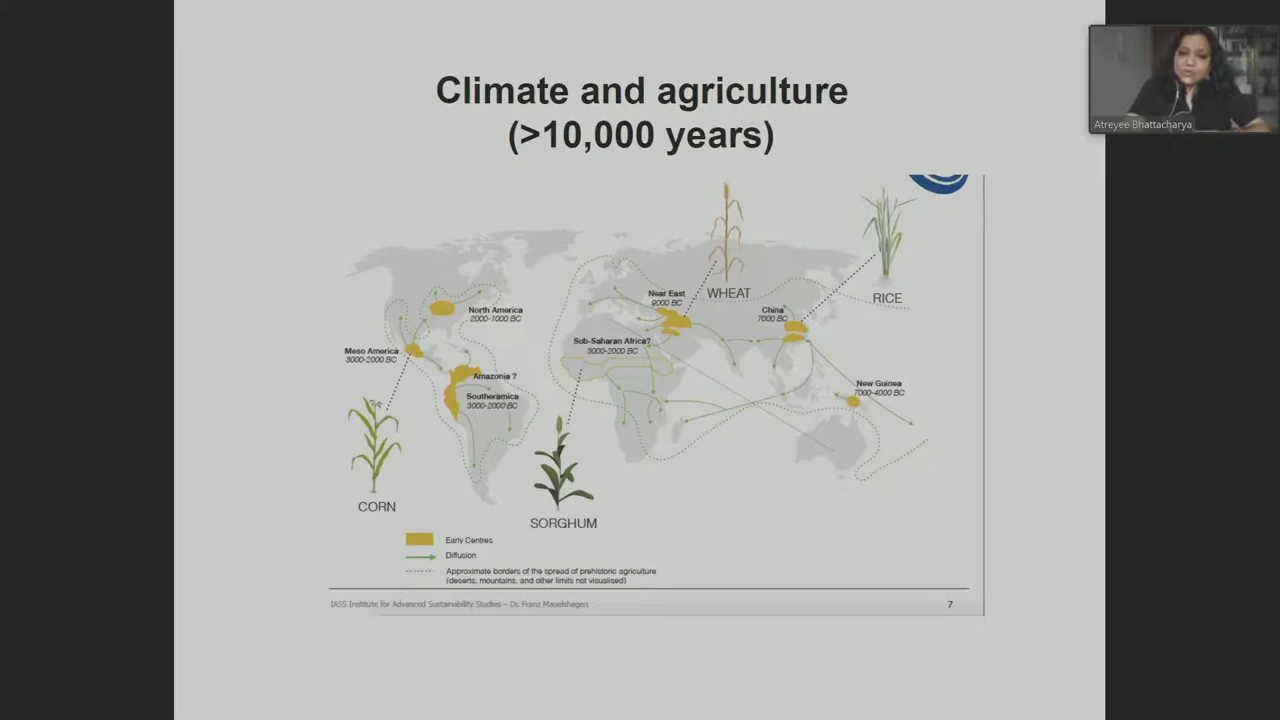 Climate and agriculture
(>10,000 years)
Atreyee Bhattacharya
WHEAT
RICE
Near East
9000 BC
China
7000 BC
North America
2000-1000 BC
Sub-Saharan Africa?
3000-2000 BC
Meso America
3000-2000 BC
Amazonia ?
Southeramica
3000-2000 BC
New Guinea
7000-4000 BC
CORN
SORGHUM
Early Centres
Diffusion
Approximate borders of the spread of prehistoric agriculture
(deserts, mountains, and other limits not visualised)
IASS Institute for Advanced Sustainability Studies – Dr. Franz Mauelshagen
7